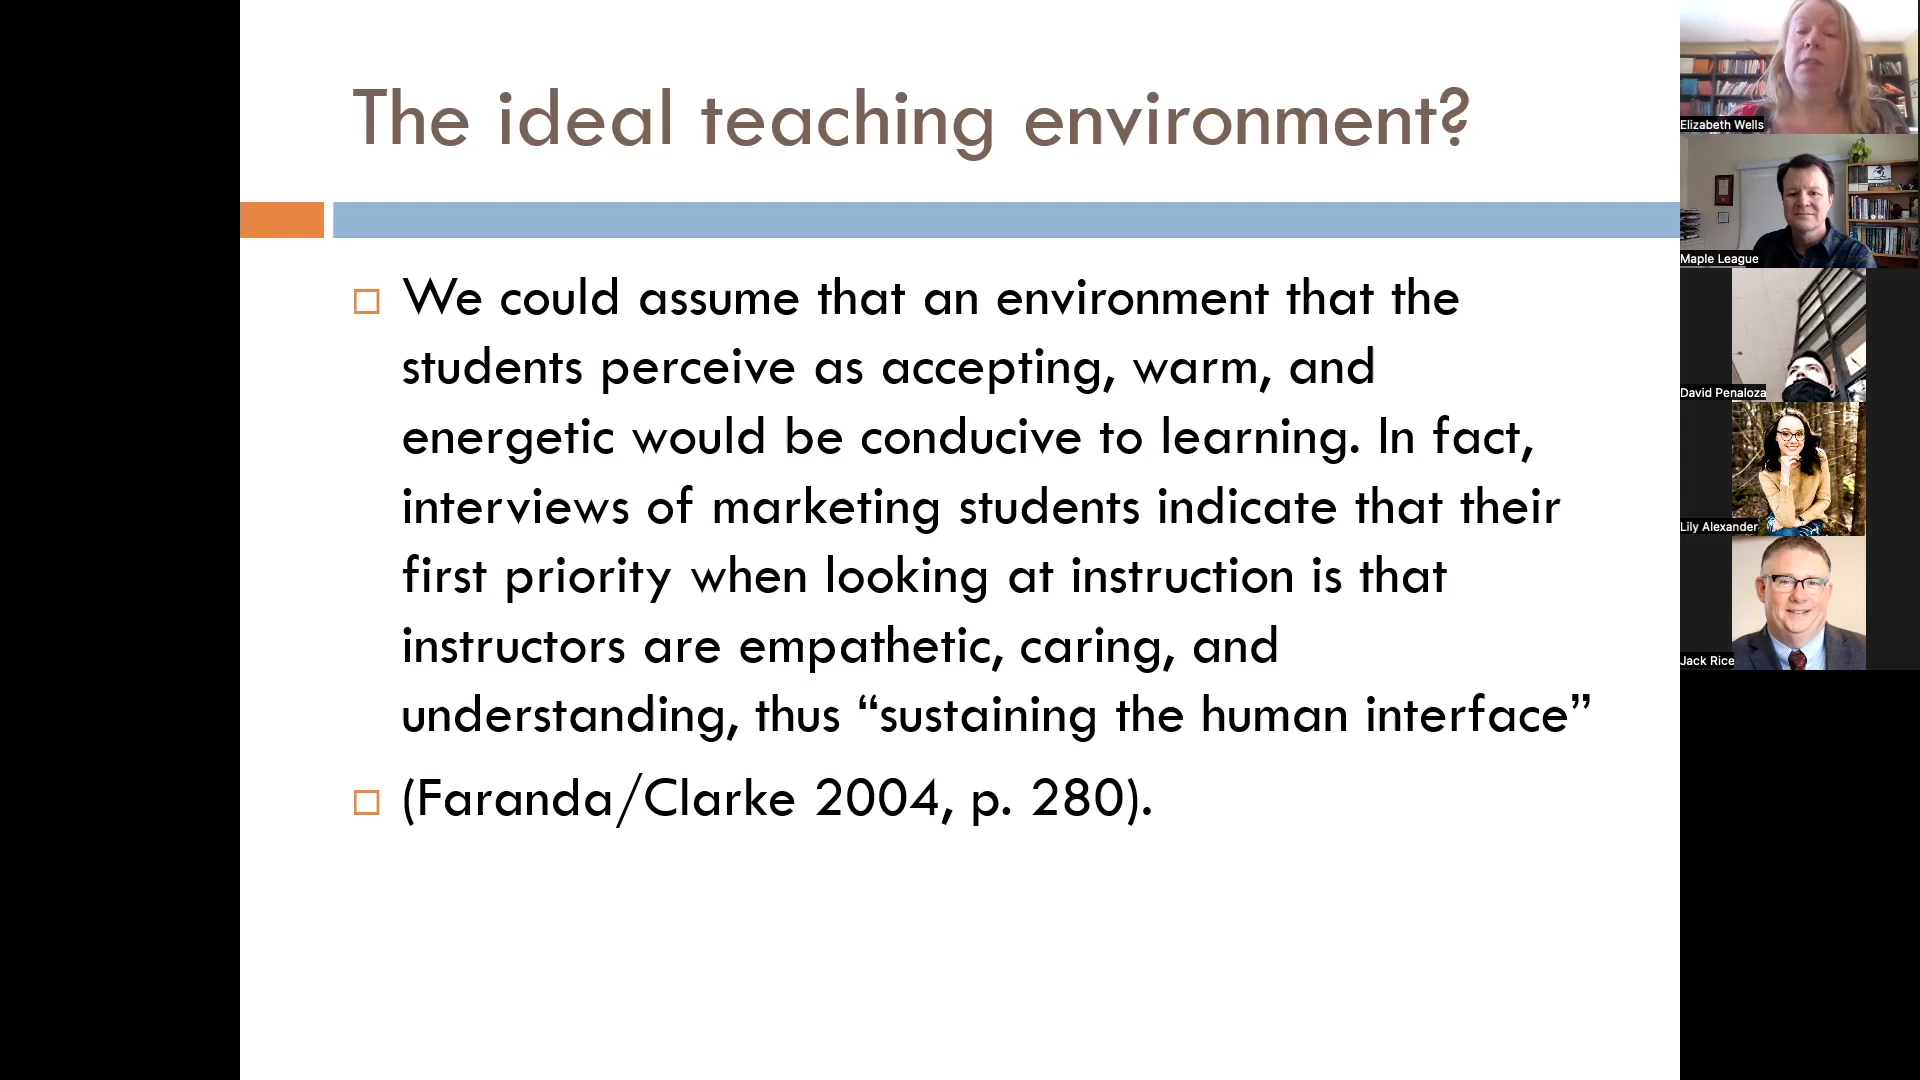 The ideal teaching environment?
We could assume that an environment that the
students perceive as accepting, warm, and
energetic would be conducive to learning. In fact,
interviews of marketing students indicate that their
first priority when looking at instruction is that
instructors are empathetic, caring, and
understanding, thus “sustaining the human interface”
(Faranda/Clarke 2004, p. 280).
Elizabeth Wells
Maple League
David Penaloza
Lily Alexander
Jack Rice